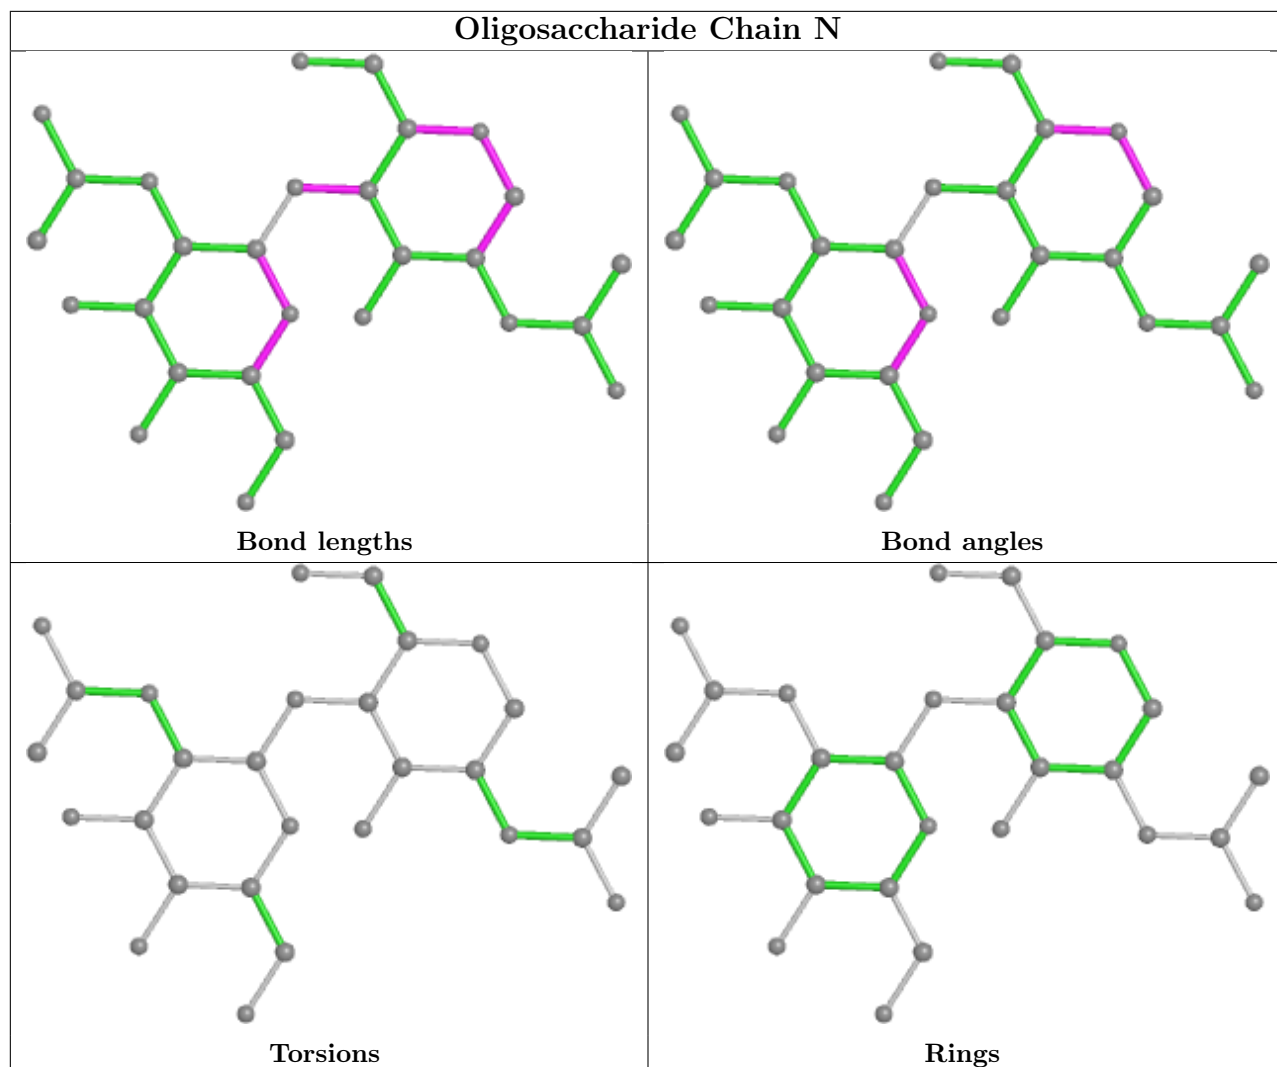 Oligosaccharide Chain N
Bond lengths
Bond angles
Torsions
Rings